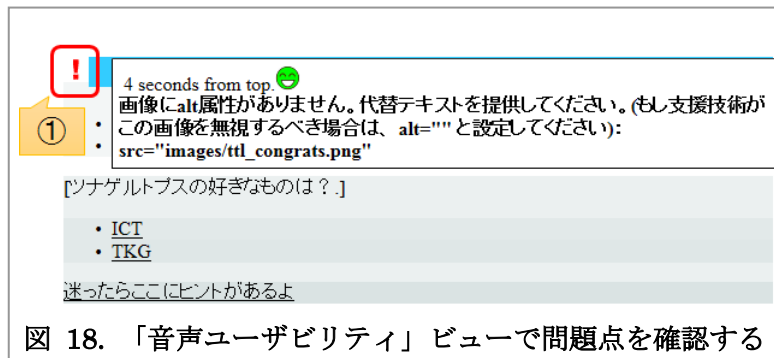 !
4 seconds from top.
画像にalt属性がありません。代替テキストを提供してください。(もし支援技術が
この画像を無視するべき場合は、alt=""と設定してください):
src="images/ttl_congrats.png"
①
[ツナゲルトプスの好きなものは?.]
• ICT
• TKG
迷ったらここにヒントがあるよ
図 18. 「音声ユーザビリティ」ビューで問題点を確認する